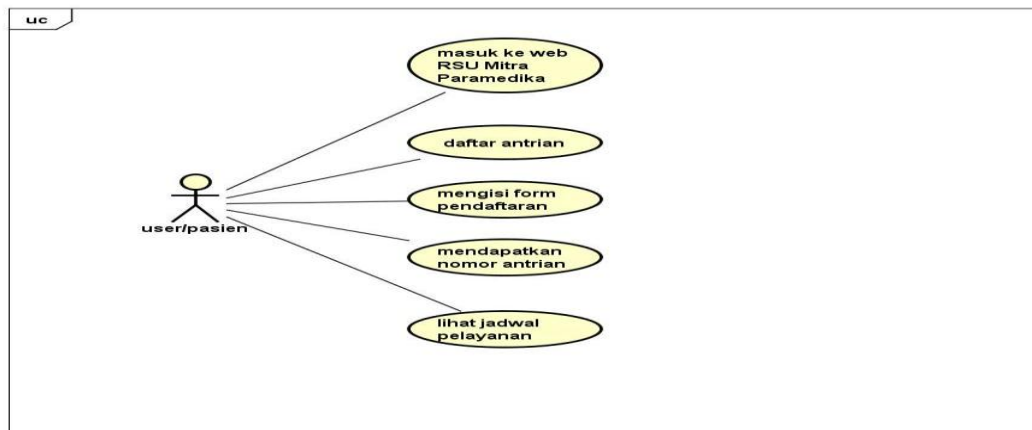 uc
masuk ke web
RSU Mitra
Paramedika
daftar antrian
mengisi form
pendaftaran
user/pasien
mendapatkan
nomor antrian
lihat jadwal
pelayanan